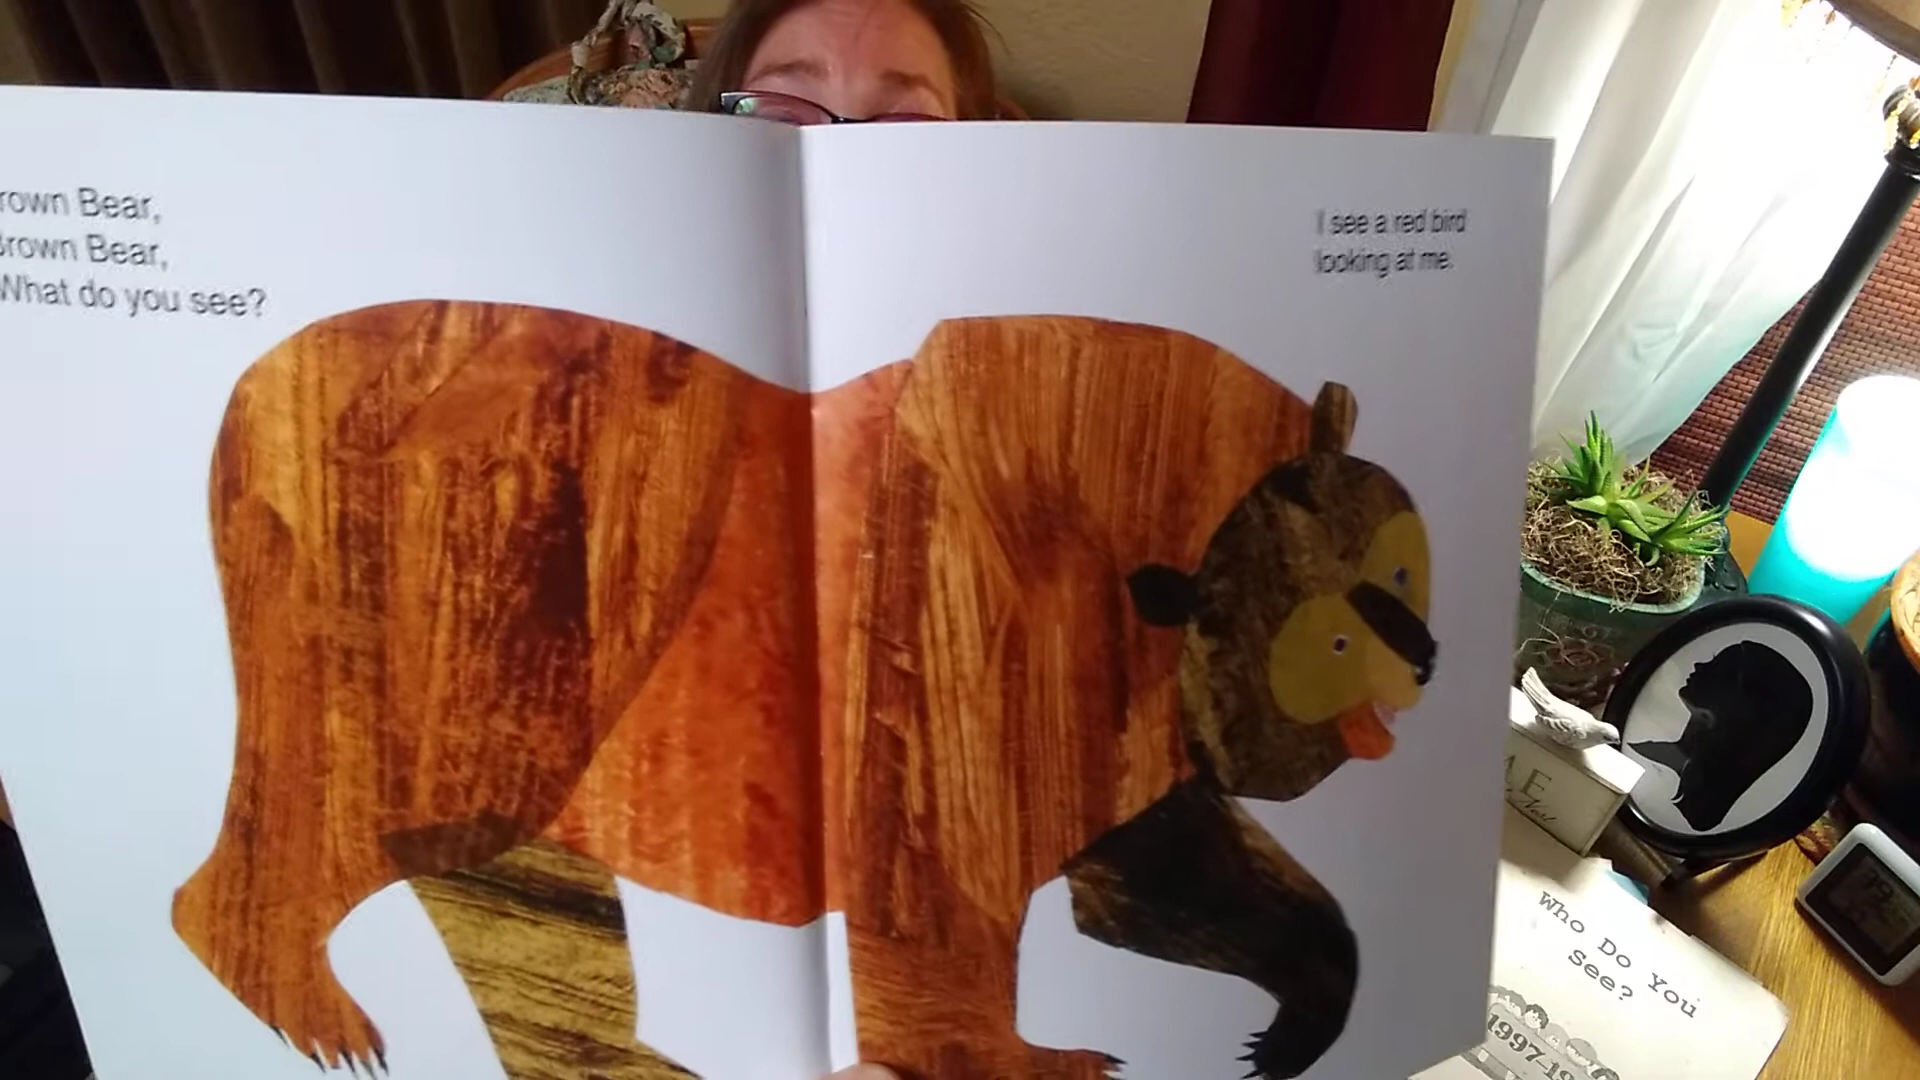 rown Bear,
Brown Bear,
What do you see?
I see a red bird
looking at me.
Who Do You
See?